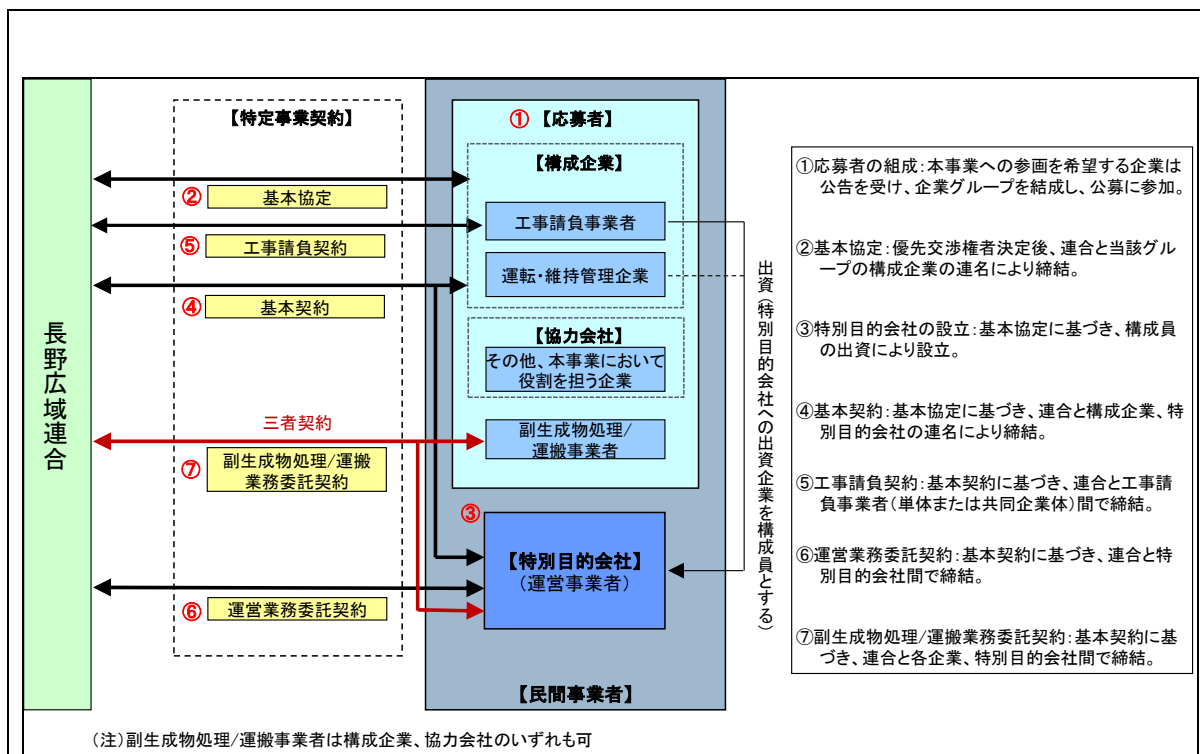 長野広域連合
【特定事業契約】
② 基本協定
⑤ 工事請負契約
④ 基本契約
三者契約
⑦ 副生成物処理/運搬
業務委託契約
⑥ 運営業務委託契約
① 【応募者】
【構成企業】
工事請負事業者
運転・維持管理企業
【協力会社】
その他、本事業において
役割を担う企業
副生成物処理/
運搬事業者
③
【特別目的会社】
(運営事業者)
【民間事業者】
出資(特別目的会社への出資企業を構成員とする)
①応募者の組成:本事業への参画を希望する企業は
公告を受け、企業グループを結成し、公募に参加。
②基本協定:優先交渉権者決定後、連合と当該グル
ープの構成企業の連名により締結。
③特別目的会社の設立:基本協定に基づき、構成員
の出資により設立。
④基本契約:基本協定に基づき、連合と構成企業、特
別目的会社の連名により締結。
⑤工事請負契約:基本契約に基づき、連合と工事請
負事業者(単体または共同企業体)間で締結。
⑥運営業務委託契約:基本契約に基づき、連合と特
別目的会社間で締結。
⑦副生成物処理/運搬業務委託契約:基本契約に基
づき、連合と各企業、特別目的会社間で締結。
(注)副生成物処理/運搬事業者は構成企業、協力会社のいずれも可